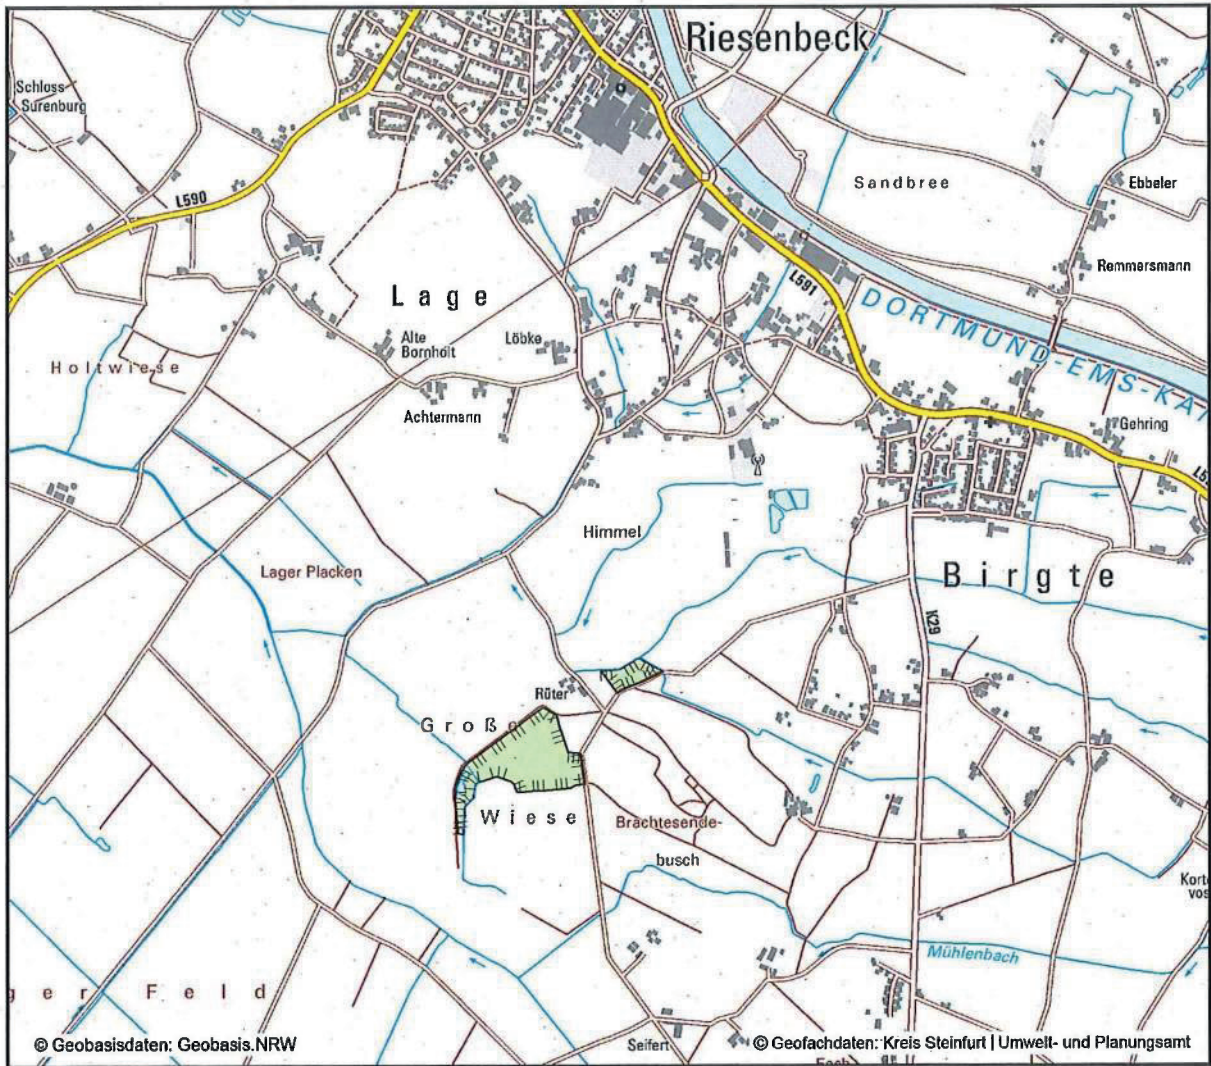 Riesenbeck
Schloss
Surenburg
Sandbree
Ebbeler
L590
Remmersmann
L591
Lage
DORTMUND-EMS-KA
Alte
Bornholt
Löbke
Holtwiese
Achtermann
Gehring
Himmel
Lager Placken
Birgte
K29
Rüter
Große
Wiese
Brachtesende-
busch
Mühlenbach
ger Feld
Seifert
© Geobasisdaten: Geobasis.NRW
© Geofachdaten: Kreis Steinfurt | Umwelt- und Planungsamt